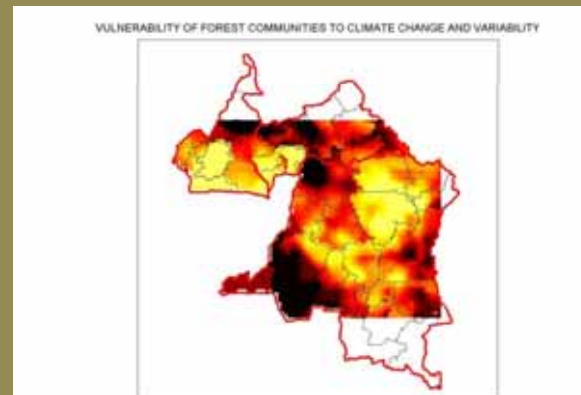 VULNERABILITY OF FOREST COMMUNITIES TO CLIMATE CHANGE AND VARIABILITY